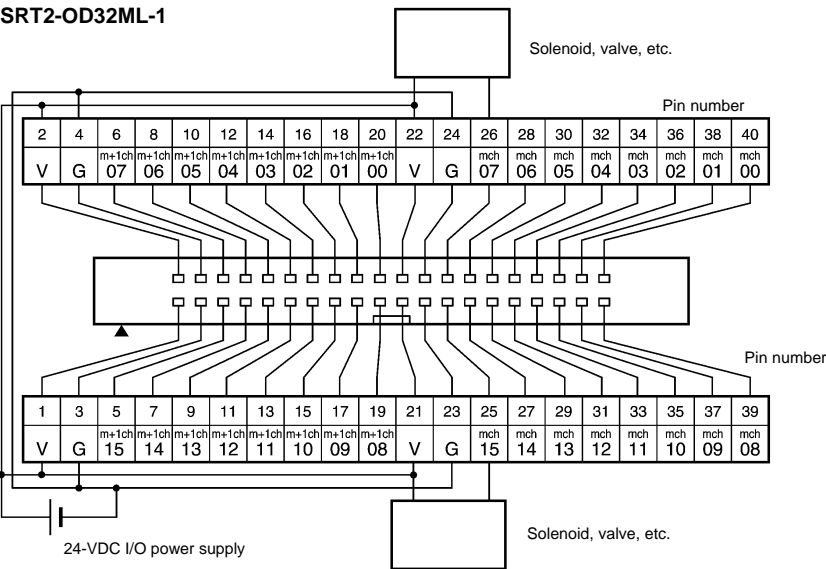 SRT2-OD32ML-1
Solenoid, valve, etc.
Pin number
2 4 6 8 10 12 14 16 18 20 22 24 26 28 30 32 34 36 38 40
m+1ch m+1ch m+1ch m+1ch m+1ch m+1ch m+1ch m+1ch mch mch mch mch mch mch mch mch
V G 07 06 05 04 03 02 01 00 V G 07 06 05 04 03 02 01 00
Pin number
1 3 5 7 9 11 13 15 17 19 21 23 25 27 29 31 33 35 37 39
m+1ch m+1ch m+1ch m+1ch m+1ch m+1ch m+1ch m+1ch mch mch mch mch mch mch mch mch
V G 15 14 13 12 11 10 09 08 V G 15 14 13 12 11 10 09 08
Solenoid, valve, etc.
24-VDC I/O power supply